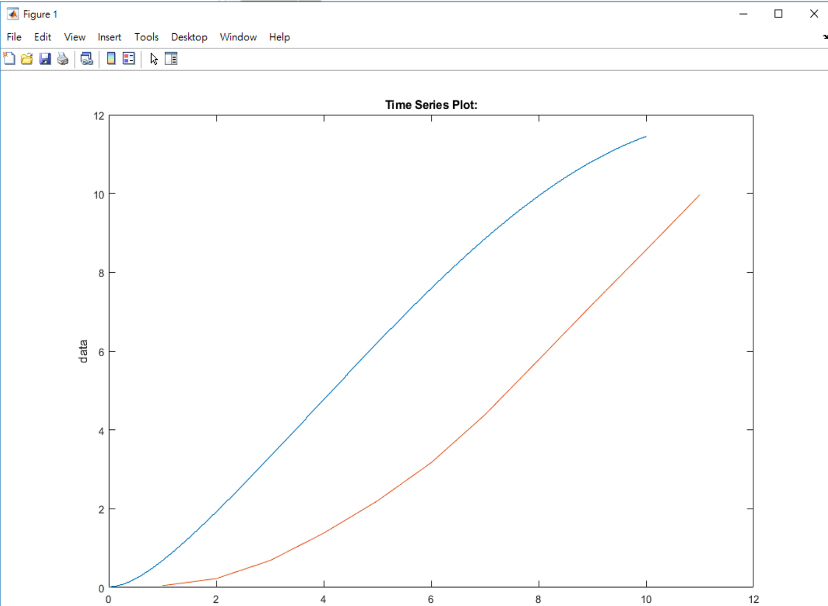 Figure 1
File Edit View Insert Tools Desktop Window Help
Time Series Plot:
12
10
8
6
4
2
0
data
0 2 4 6 8 10 12